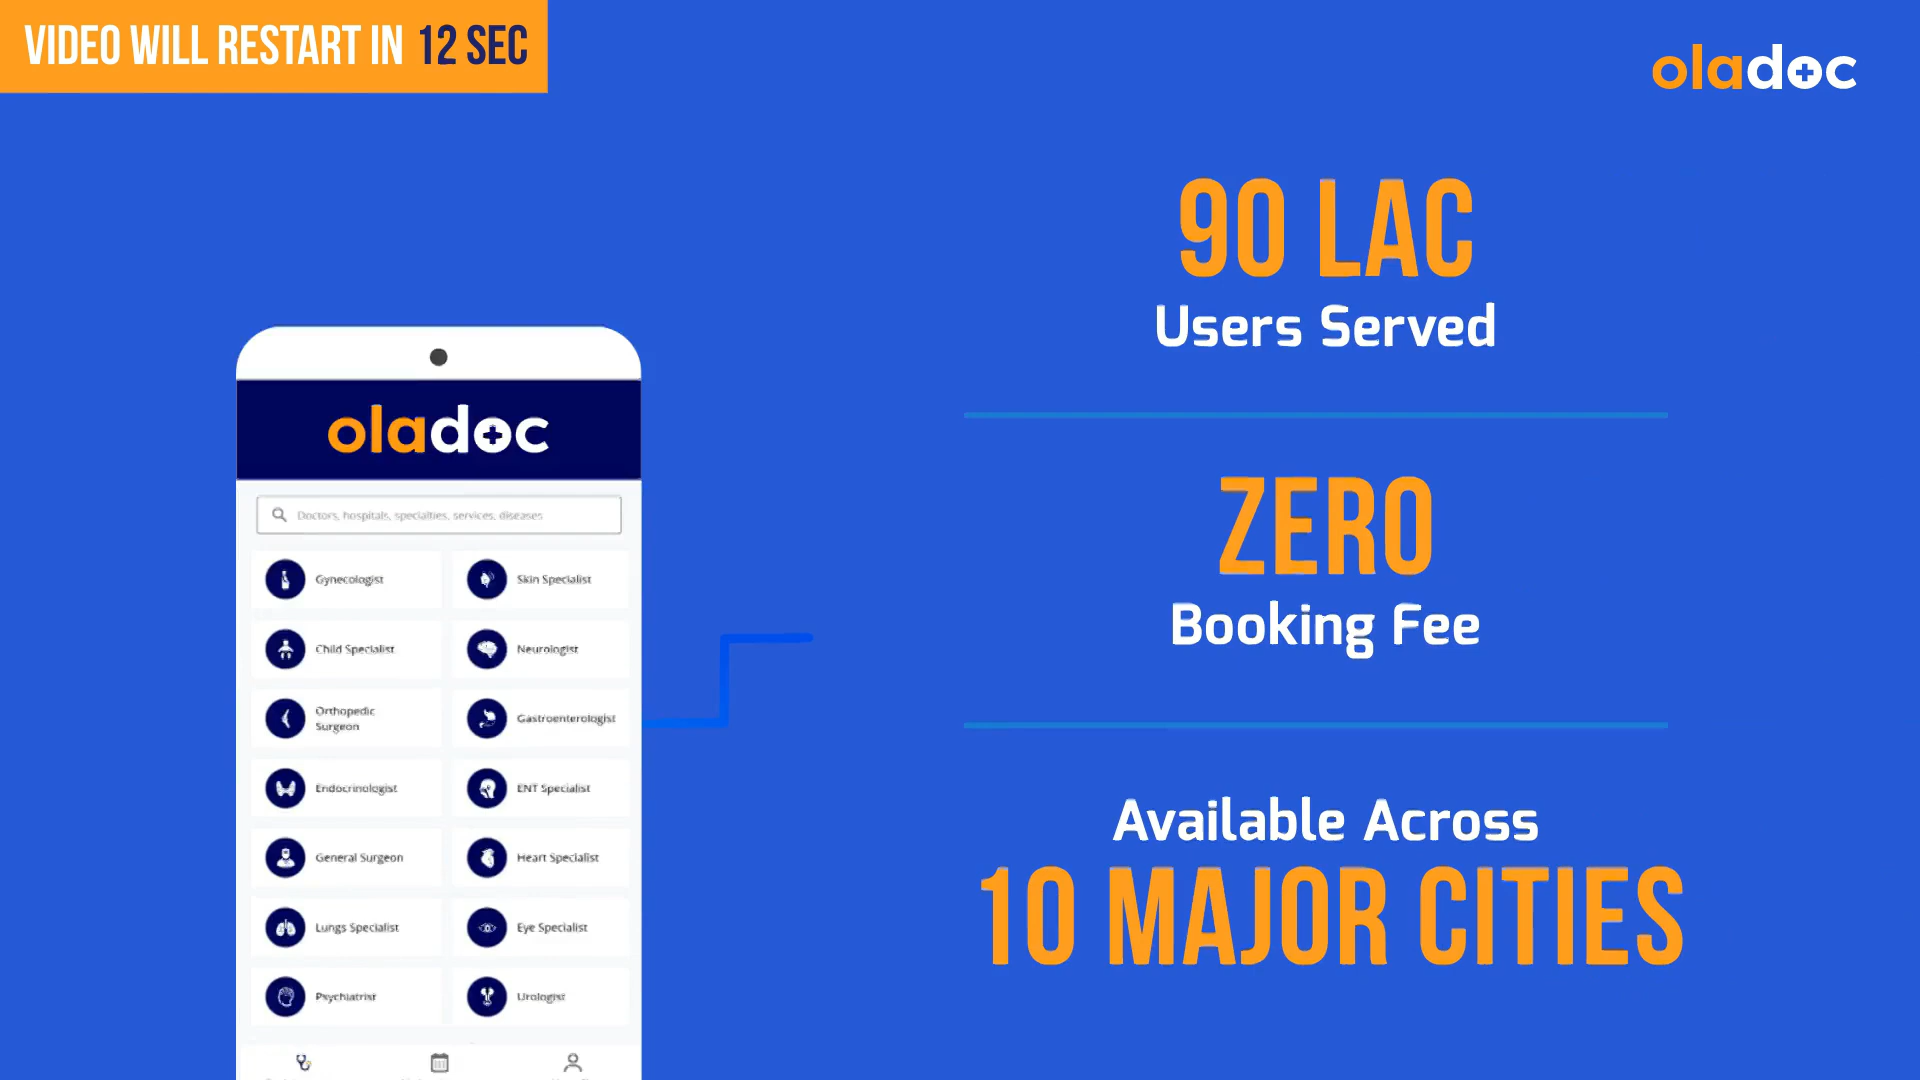 VIDEO WILL RESTART IN 12 SEC
oladoc
90 LAC
Users Served
ZERO
Booking Fee
Available Across
10 MAJOR CITIES
oladoc
Doctors, hospitals, specialties, services, diseases
Gynecologist
Skin Specialist
Child Specialist
Neurologist
Orthopedic
Surgeon
Gastroenterologist
Endocrinologist
ENT Specialist
General Surgeon
Heart Specialist
Lungs Specialist
Eye Specialist
Psychiatrist
Urologist